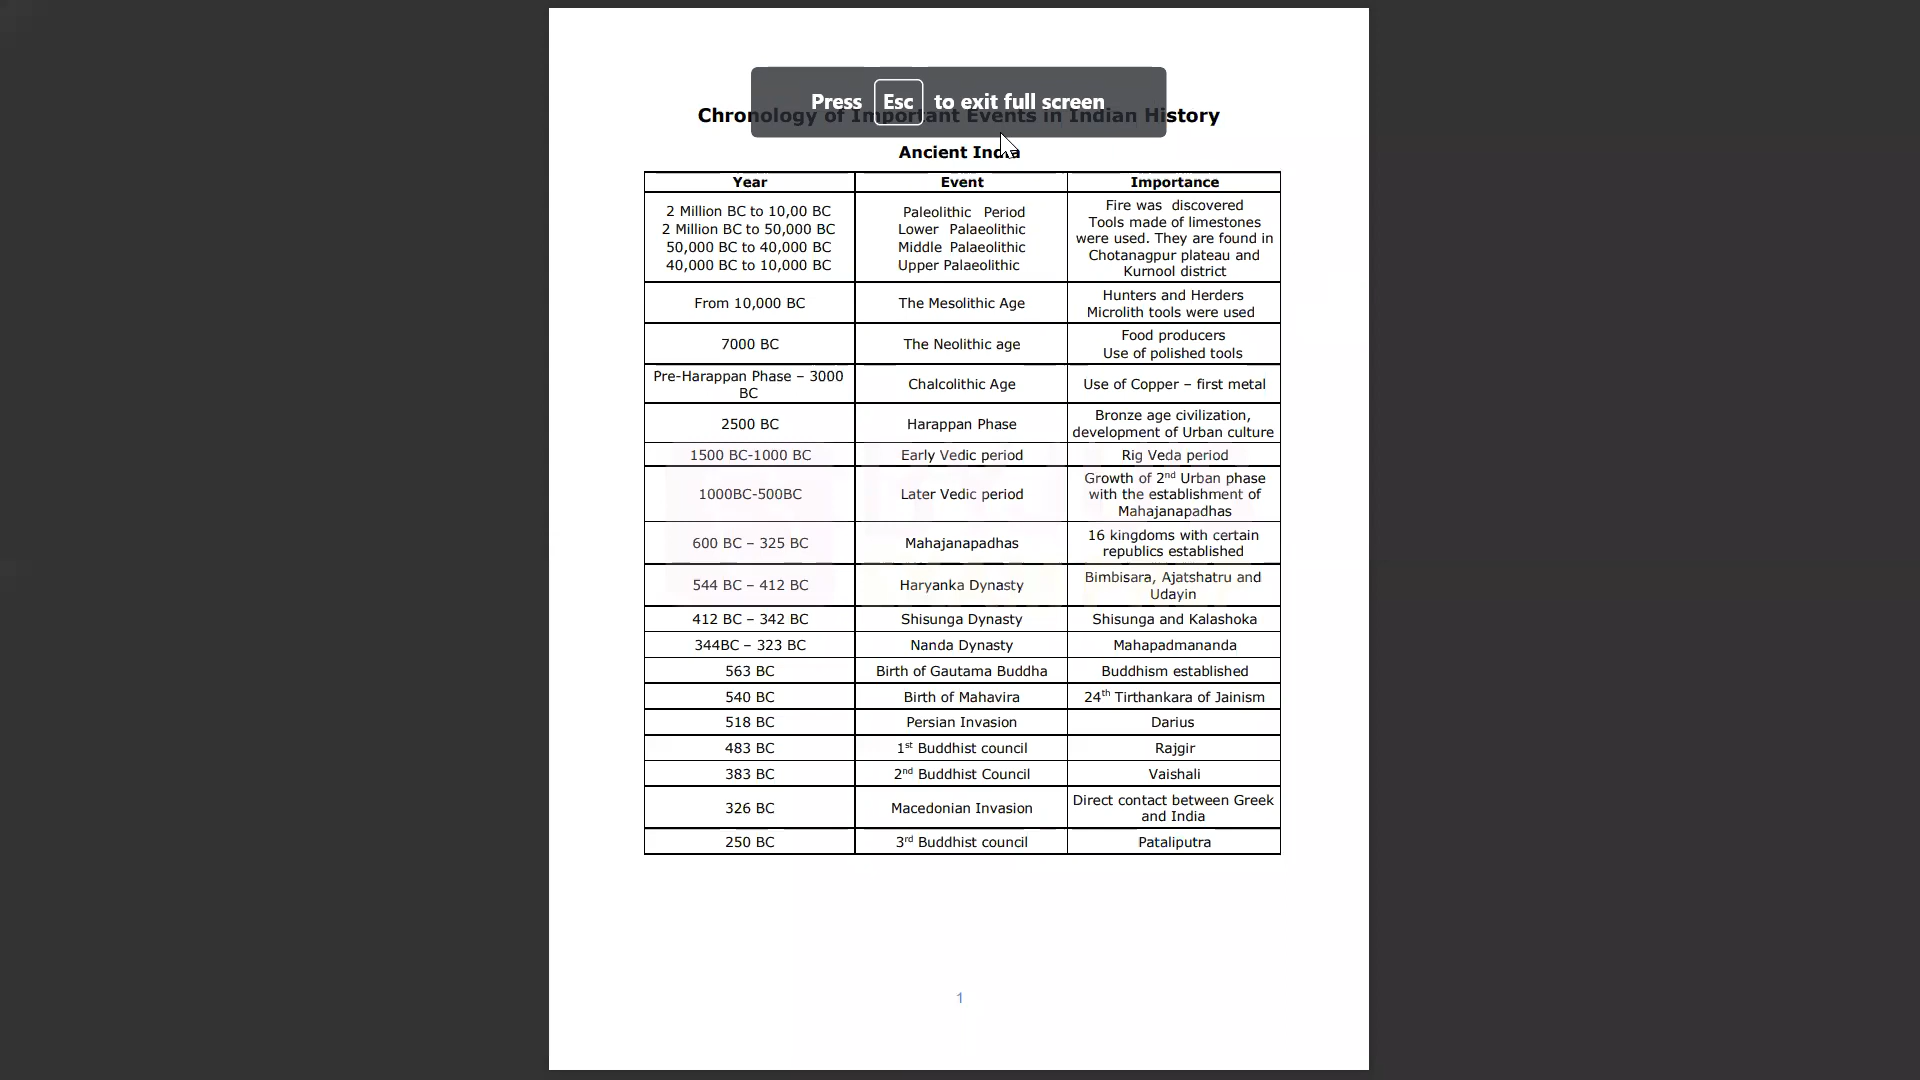 Press Esc to exit full screen
Chronology of Important Events in Indian History
Ancient India
Year Event Importance
2 Million BC to 10,00 BC
2 Million BC to 50,000 BC
50,000 BC to 40,000 BC
40,000 BC to 10,000 BC
Paleolithic Period
Lower Palaeolithic
Middle Palaeolithic
Upper Palaeolithic
Fire was discovered
Tools made of limestones
were used. They are found in
Chotanagpur plateau and
Kurnool district
From 10,000 BC
The Mesolithic Age
Hunters and Herders
Microlith tools were used
7000 BC
The Neolithic age
Food producers
Use of polished tools
Pre-Harappan Phase – 3000
BC
Chalcolithic Age
Use of Copper – first metal
2500 BC
Harappan Phase
Bronze age civilization,
development of Urban culture
1500 BC-1000 BC Early Vedic period Rig Veda period
1000BC-500BC
Later Vedic period
Growth of 2nd Urban phase
with the establishment of
Mahajanapadhas
600 BC – 325 BC
Mahajanapadhas
16 kingdoms with certain
republics established
544 BC – 412 BC
Haryanka Dynasty
Bimbisara, Ajatshatru and
Udayin
412 BC – 342 BC Shisunga Dynasty Shisunga and Kalashoka
344BC – 323 BC Nanda Dynasty Mahapadmananda
563 BC Birth of Gautama Buddha Buddhism established
540 BC Birth of Mahavira 24th Tirthankara of Jainism
518 BC Persian Invasion Darius
483 BC 1st Buddhist council Rajgir
383 BC 2nd Buddhist Council Vaishali
326 BC
Macedonian Invasion
Direct contact between Greek
and India
250 BC 3rd Buddhist council Pataliputra
1